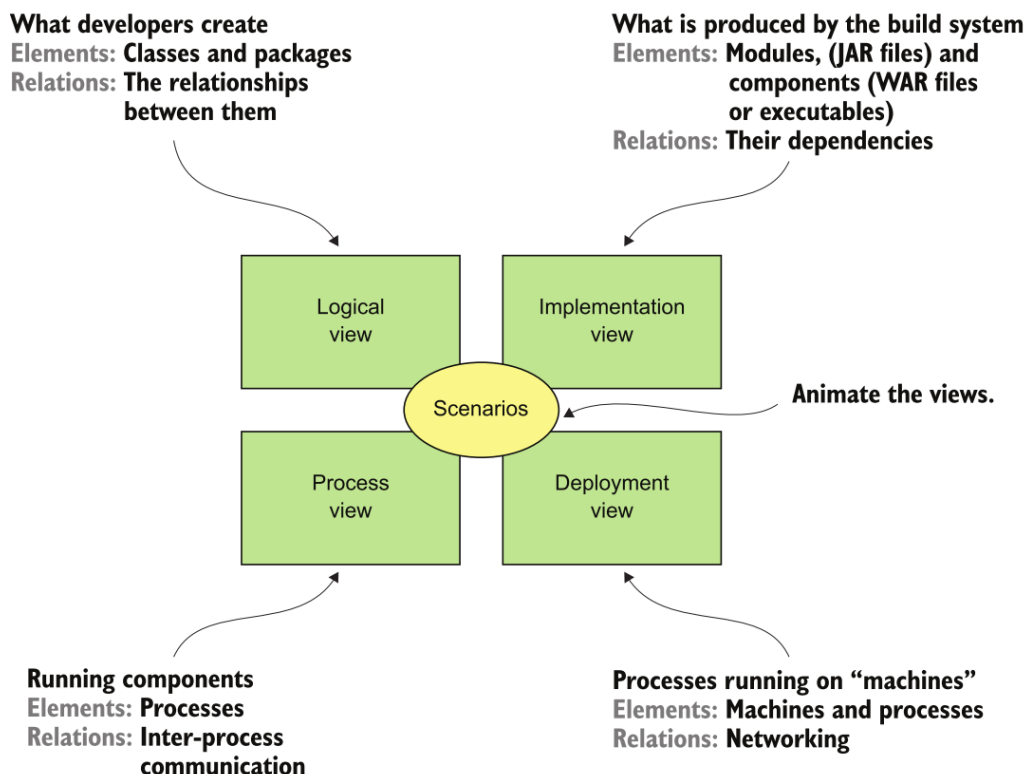 What developers create
Elements: Classes and packages
Relations: The relationships
between them
What is produced by the build system
Elements: Modules, (JAR files) and
components (WAR files
or executables)
Relations: Their dependencies
Logical
view
Implementation
view
Scenarios
Animate the views.
Process
view
Deployment
view
Running components
Elements: Processes
Relations: Inter-process
communication
Processes running on “machines”
Elements: Machines and processes
Relations: Networking